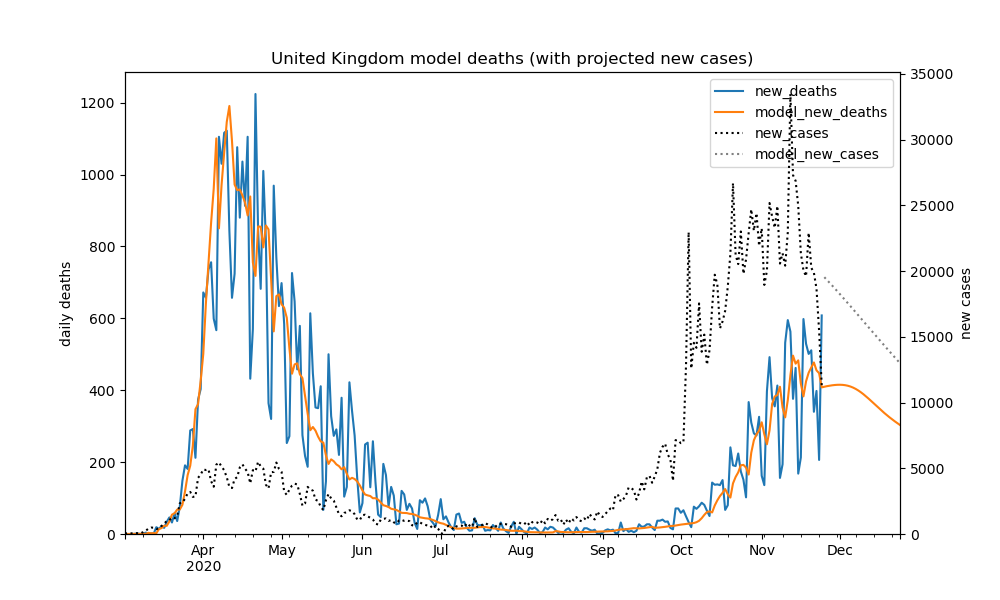 United Kingdom model deaths (with projected new cases)
new_deaths
model_new_deaths
new_cases
model_new_cases
daily deaths
1200
1000
800
600
400
200
0
35000
30000
25000
20000
15000
10000
5000
0
new cases
Apr
2020
May
Jun
Jul
Aug
Sep
Oct
Nov
Dec